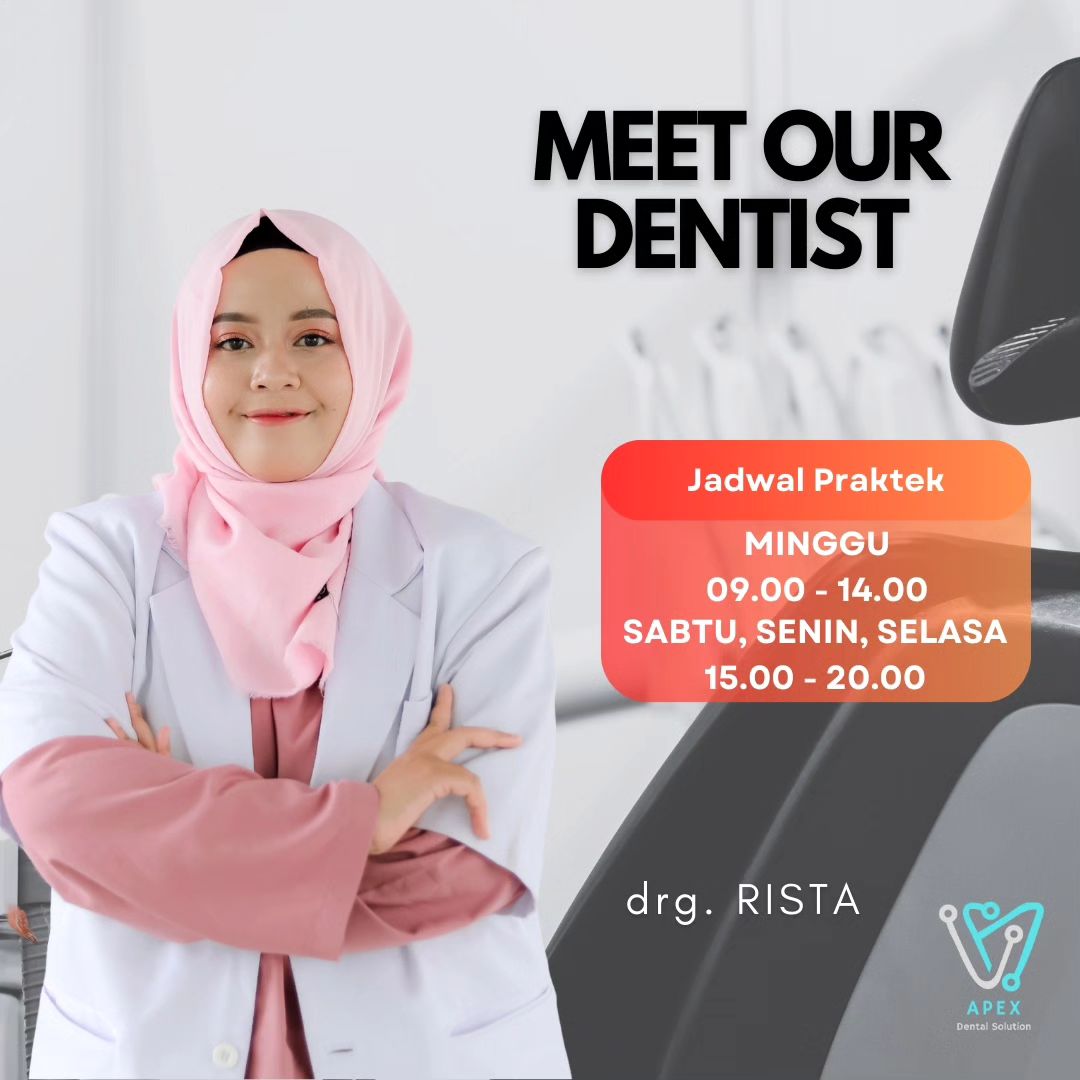 MEET OUR
DENTIST
Jadwal Praktek
MINGGU
09.00 - 14.00
SABTU, SENIN, SELASA
15.00 - 20.00
drg. RISTA
APEX
Dental Solution